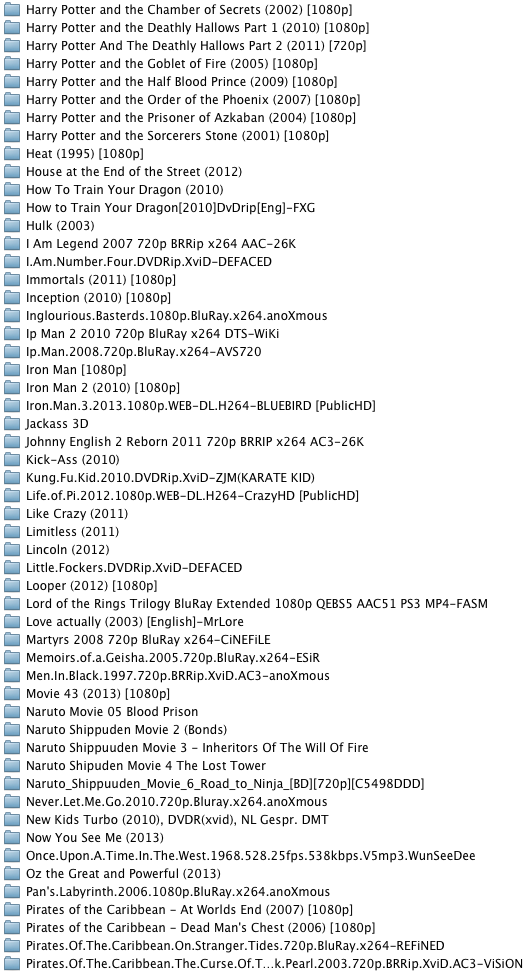 Harry Potter and the Chamber of Secrets (2002) [1080p]
Harry Potter and the Deathly Hallows Part 1 (2010) [1080p]
Harry Potter And The Deathly Hallows Part 2 (2011) [720p]
Harry Potter and the Goblet of Fire (2005) [1080p]
Harry Potter and the Half Blood Prince (2009) [1080p]
Harry Potter and the Order of the Phoenix (2007) [1080p]
Harry Potter and the Prisoner of Azkaban (2004) [1080p]
Harry Potter and the Sorcerers Stone (2001) [1080p]
Heat (1995) [1080p]
House at the End of the Street (2012)
How To Train Your Dragon (2010)
How to Train Your Dragon[2010]DvDrip[Eng]-FXG
Hulk (2003)
I Am Legend 2007 720p BRRip x264 AAC-26K
I.Am.Number.Four.DVDRip.XviD-DEFACED
Immortals (2011) [1080p]
Inception (2010) [1080p]
Inglourious.Basterds.1080p.BluRay.x264.anoXmous
Ip Man 2 2010 720p BluRay x264 DTS-WiKi
Ip.Man.2008.720p.BluRay.x264-AVS720
Iron Man [1080p]
Iron Man 2 (2010) [1080p]
Iron.Man.3.2013.1080p.WEB-DL.H264-BLUEBIRD [PublicHD]
Jackass 3D
Johnny English 2 Reborn 2011 720p BRRIP x264 AC3-26K
Kick-Ass (2010)
Kung.Fu.Kid.2010.DVDRip.XviD-ZJM(KARATE KID)
Life.of.Pi.2012.1080p.WEB-DL.H264-CrazyHD [PublicHD]
Like Crazy (2011)
Limitless (2011)
Lincoln (2012)
Little.Fockers.DVDRip.XviD-DEFACED
Looper (2012) [1080p]
Lord of the Rings Trilogy BluRay Extended 1080p QEBS5 AAC51 PS3 MP4-FASM
Love actually (2003) [English]-MrLore
Martyrs 2008 720p BluRay x264-CiNEFiLE
Memoirs.of.a.Geisha.2005.720p.BluRay.x264-ESiR
Men.In.Black.1997.720p.BRRip.XviD.AC3-anoXmous
Movie 43 (2013) [1080p]
Naruto Movie 05 Blood Prison
Naruto Shippuden Movie 2 (Bonds)
Naruto Shippuuden Movie 3 - Inheritors Of The Will Of Fire
Naruto Shipuden Movie 4 The Lost Tower
Naruto_Shippuuden_Movie_6_Road_to_Ninja_[BD][720p][C5498DDD]
Never.Let.Me.Go.2010.720p.Bluray.x264.anoXmous
New Kids Turbo (2010), DVDR(xvid), NL Gespr. DMT
Now You See Me (2013)
Once.Upon.A.Time.In.The.West.1968.528.25fps.538kbps.V5mp3.WunSeeDee
Oz the Great and Powerful (2013)
Pan's.Labyrinth.2006.1080p.BluRay.x264.anoXmous
Pirates of the Caribbean - At Worlds End (2007) [1080p]
Pirates of the Caribbean - Dead Man's Chest (2006) [1080p]
Pirates.Of.The.Caribbean.On.Stranger.Tides.720p.BluRay.x264-REFiNED
Pirates.Of.The.Caribbean.The.Curse.Of.T...k.Pearl.2003.720p.BRRip.XviD.AC3-ViSiON